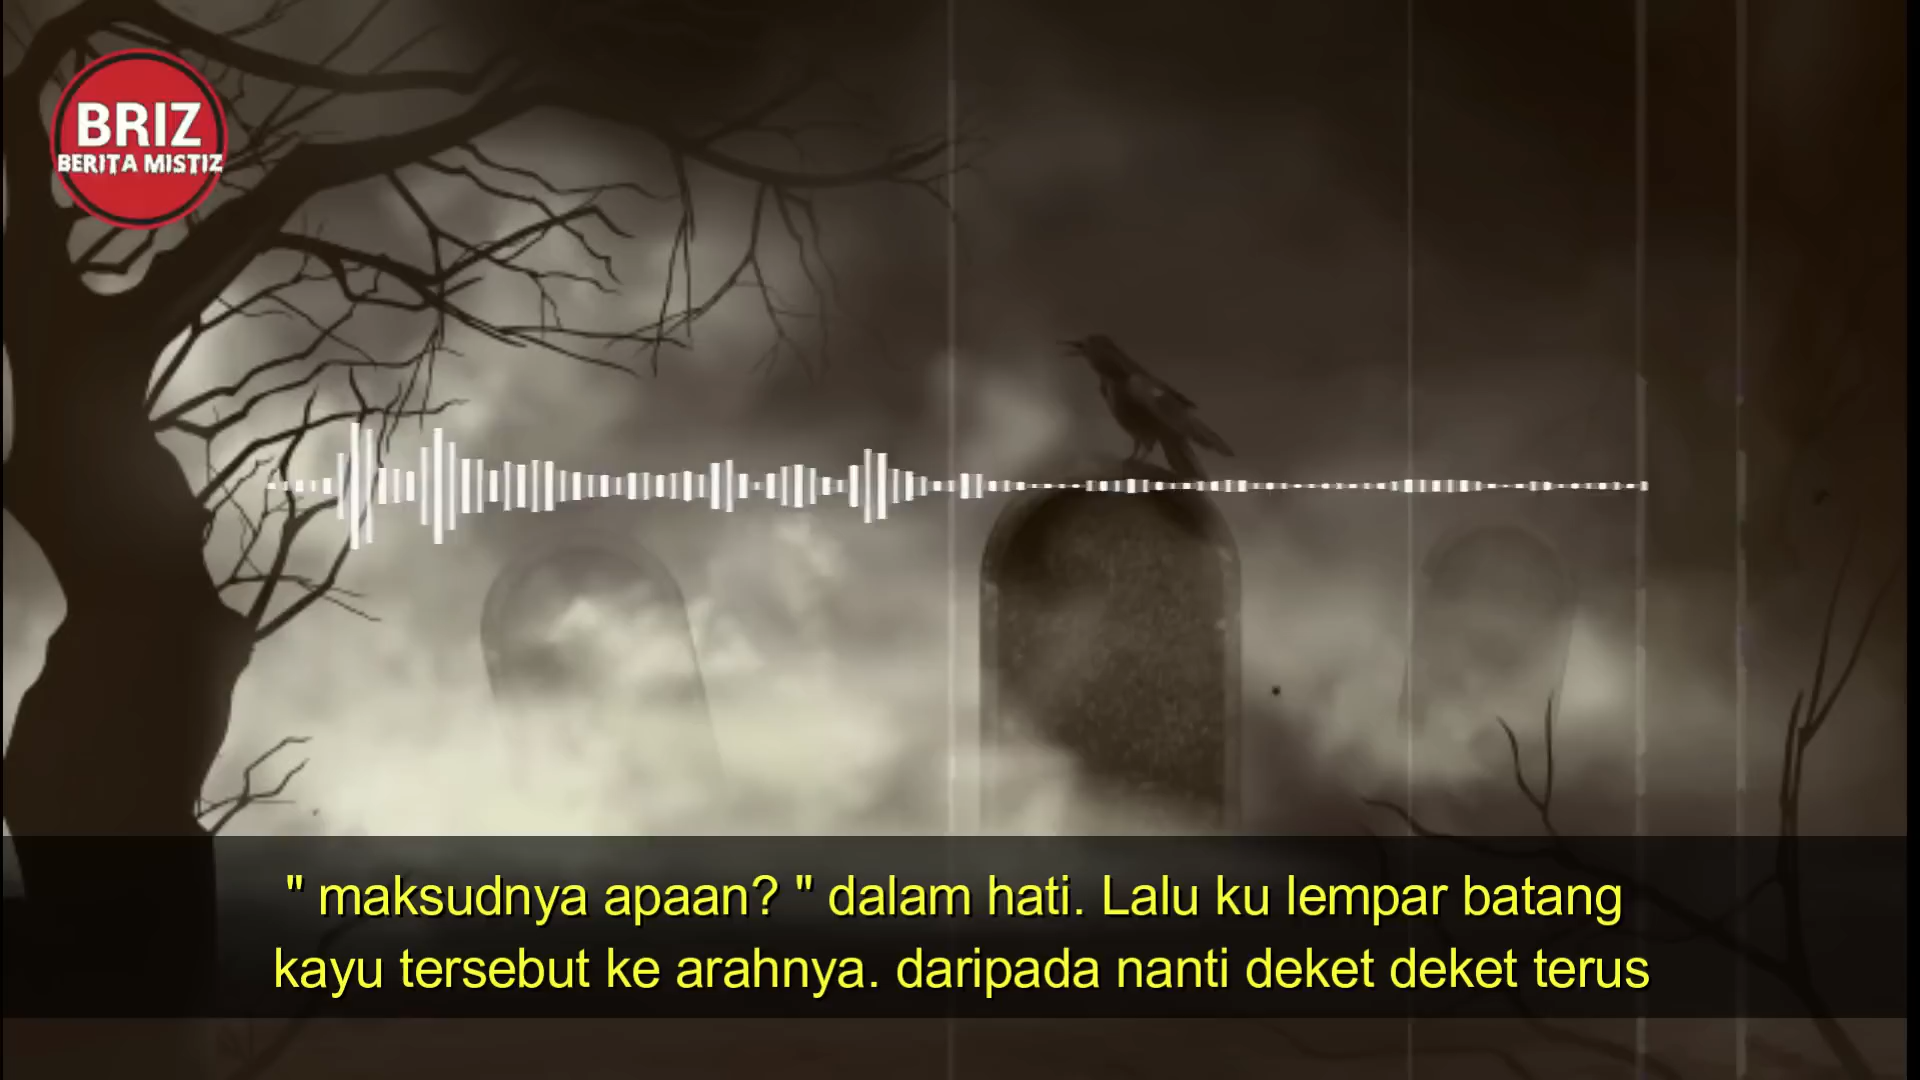 BRIZ
BERITA MISTIZ
" maksudnya apaan? " dalam hati. Lalu ku lempar batang
kayu tersebut ke arahnya. daripada nanti deket deket terus